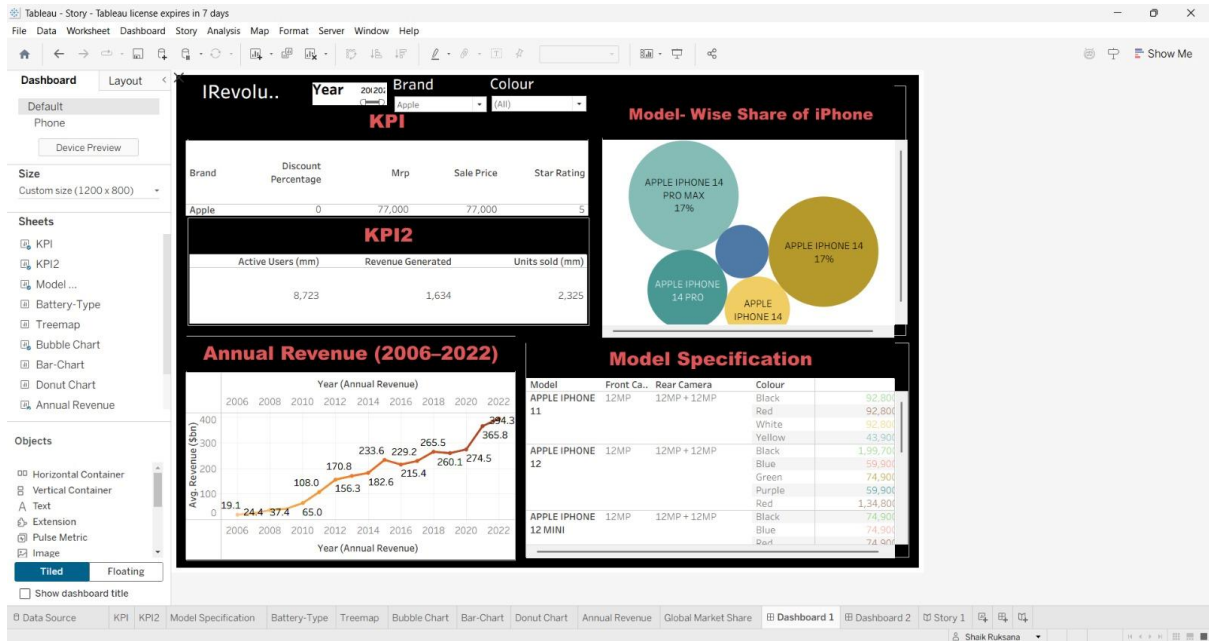 Tableau - Story - Tableau license expires in 7 days
File Data Worksheet Dashboard Story Analysis Map Format Server Window Help
Show Me
Dashboard Layout
Default
Phone
Device Preview
Size
Custom size (1200 x 800)
Sheets
KPI
KPI2
Model ...
Battery-Type
Treemap
Bubble Chart
Bar-Chart
Donut Chart
Annual Revenue
Objects
Horizontal Container
Vertical Container
Text
Extension
Pulse Metric
Image
Tiled Floating
Show dashboard title
IRevolu.. Year Brand Colour
Apple (All)
KPI
Brand Discount Percentage Mrp Sale Price Star Rating
Apple 0 77,000 77,000 5
KPI2
Active Users (mm) Revenue Generated Units sold (mm)
8,723 1,634 2,325
Model- Wise Share of iPhone
APPLE IPHONE 14
PRO MAX
17%
APPLE IPHONE 14
17%
APPLE IPHONE
14 PRO
APPLE
IPHONE 14
Annual Revenue (2006–2022)
Year (Annual Revenue)
2006 2008 2010 2012 2014 2016 2018 2020 2022
Avg. Revenue ($bn)
400
300
200
100
0
19.1
24.4
37.4
65.0
108.0
156.3
170.8
182.6
233.6
215.4
229.2
265.5
260.1
274.5
365.8
394.3
2006 2008 2010 2012 2014 2016 2018 2020 2022
Year (Annual Revenue)
Model Specification
Model Front Ca.. Rear Camera Colour
APPLE IPHONE 12MP 12MP + 12MP Black 92,800
11 Red 92,800
White 92,800
Yellow 43,900
APPLE IPHONE 12MP 12MP + 12MP Black 1,99,700
12 Blue 59,900
Green 74,900
Purple 59,900
Red 1,34,800
APPLE IPHONE 12MP 12MP + 12MP Black 74,900
12 MINI Blue 74,900
Red 74,900
Data Source KPI KPI2 Model Specification Battery-Type Treemap Bubble Chart Bar-Chart Donut Chart Annual Revenue Global Market Share Dashboard 1 Dashboard 2 Story 1
Shaik Ruksana